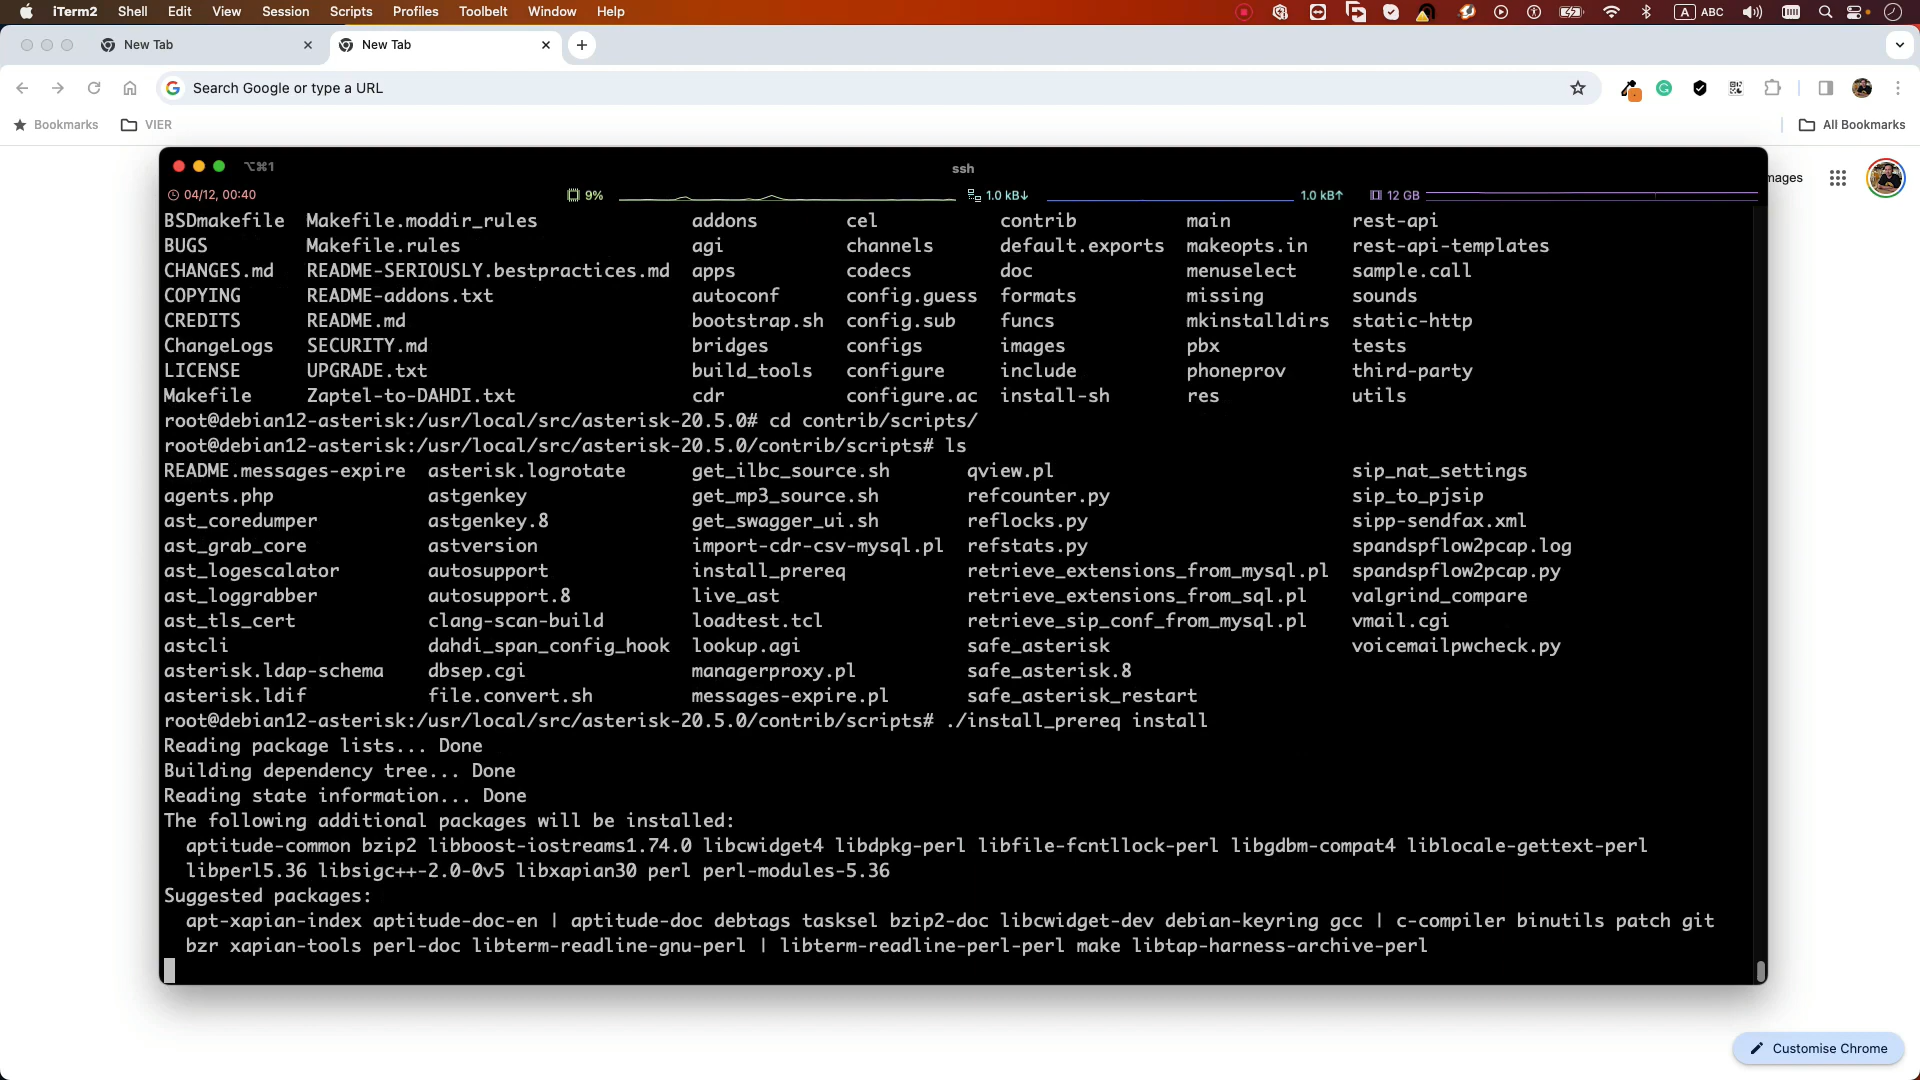 iTerm2 Shell Edit View Session Scripts Profiles Toolbelt Window Help A ABC
New Tab New Tab
Search Google or type a URL
Bookmarks VIER All Bookmarks
mages
⌥⌘1 ssh
04/12, 00:40 9% 1.0 kB↓ 1.0 kB↑ 12 GB
BSDmakefile Makefile.moddir_rules addons cel contrib main rest-api
BUGS Makefile.rules agi channels default.exports makeopts.in rest-api-templates
CHANGES.md README-SERIOUSLY.bestpractices.md apps codecs doc menuselect sample.call
COPYING README-addons.txt autoconf config.guess formats missing sounds
CREDITS README.md bootstrap.sh config.sub funcs mkinstalldirs static-http
ChangeLogs SECURITY.md bridges configs images pbx tests
LICENSE UPGRADE.txt build_tools configure include phoneprov third-party
Makefile Zaptel-to-DAHDI.txt cdr configure.ac install-sh res utils
root@debian12-asterisk:/usr/local/src/asterisk-20.5.0# cd contrib/scripts/
root@debian12-asterisk:/usr/local/src/asterisk-20.5.0/contrib/scripts# ls
README.messages-expire asterisk.logrotate get_ilbc_source.sh qview.pl sip_nat_settings
agents.php astgenkey get_mp3_source.sh refcounter.py sip_to_pjsip
ast_coredumper astgenkey.8 get_swagger_ui.sh reflocks.py sipp-sendfax.xml
ast_grab_core astversion import-cdr-csv-mysql.pl refstats.py spandspflow2pcap.log
ast_logescalator autosupport install_prereq retrieve_extensions_from_mysql.pl spandspflow2pcap.py
ast_loggrabber autosupport.8 live_ast retrieve_extensions_from_sql.pl valgrind_compare
ast_tls_cert clang-scan-build loadtest.tcl retrieve_sip_conf_from_mysql.pl vmail.cgi
astcli dahdi_span_config_hook lookup.agi safe_asterisk voicemailpwcheck.py
asterisk.ldap-schema dbsep.cgi managerproxy.pl safe_asterisk.8
asterisk.ldif file.convert.sh messages-expire.pl safe_asterisk_restart
root@debian12-asterisk:/usr/local/src/asterisk-20.5.0/contrib/scripts# ./install_prereq install
Reading package lists... Done
Building dependency tree... Done
Reading state information... Done
The following additional packages will be installed:
aptitude-common bzip2 libboost-iostreams1.74.0 libcwidget4 libdpkg-perl libfile-fcntllock-perl libgdbm-compat4 liblocale-gettext-perl
libperl5.36 libsigc++-2.0-0v5 libxapian30 perl perl-modules-5.36
Suggested packages:
apt-xapian-index aptitude-doc-en | aptitude-doc debtags tasksel bzip2-doc libcwidget-dev debian-keyring gcc | c-compiler binutils patch git
bzr xapian-tools perl-doc libterm-readline-gnu-perl | libterm-readline-perl-perl make libtap-harness-archive-perl
Customise Chrome